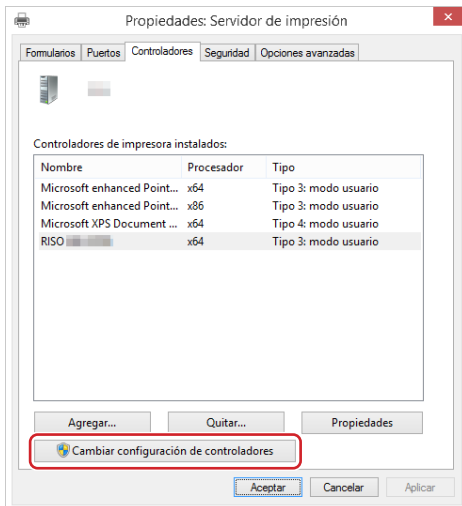 Propiedades: Servidor de impresión
Formularios Puertos Controladores Seguridad Opciones avanzadas
Controladores de impresora instalados:
Nombre Procesador Tipo
Microsoft enhanced Point... x64 Tipo 3: modo usuario
Microsoft enhanced Point... x86 Tipo 3: modo usuario
Microsoft XPS Document ... x64 Tipo 4: modo usuario
RISO x64 Tipo 3: modo usuario
Agregar... Quitar... Propiedades
Cambiar configuración de controladores
Aceptar Cancelar Aplicar